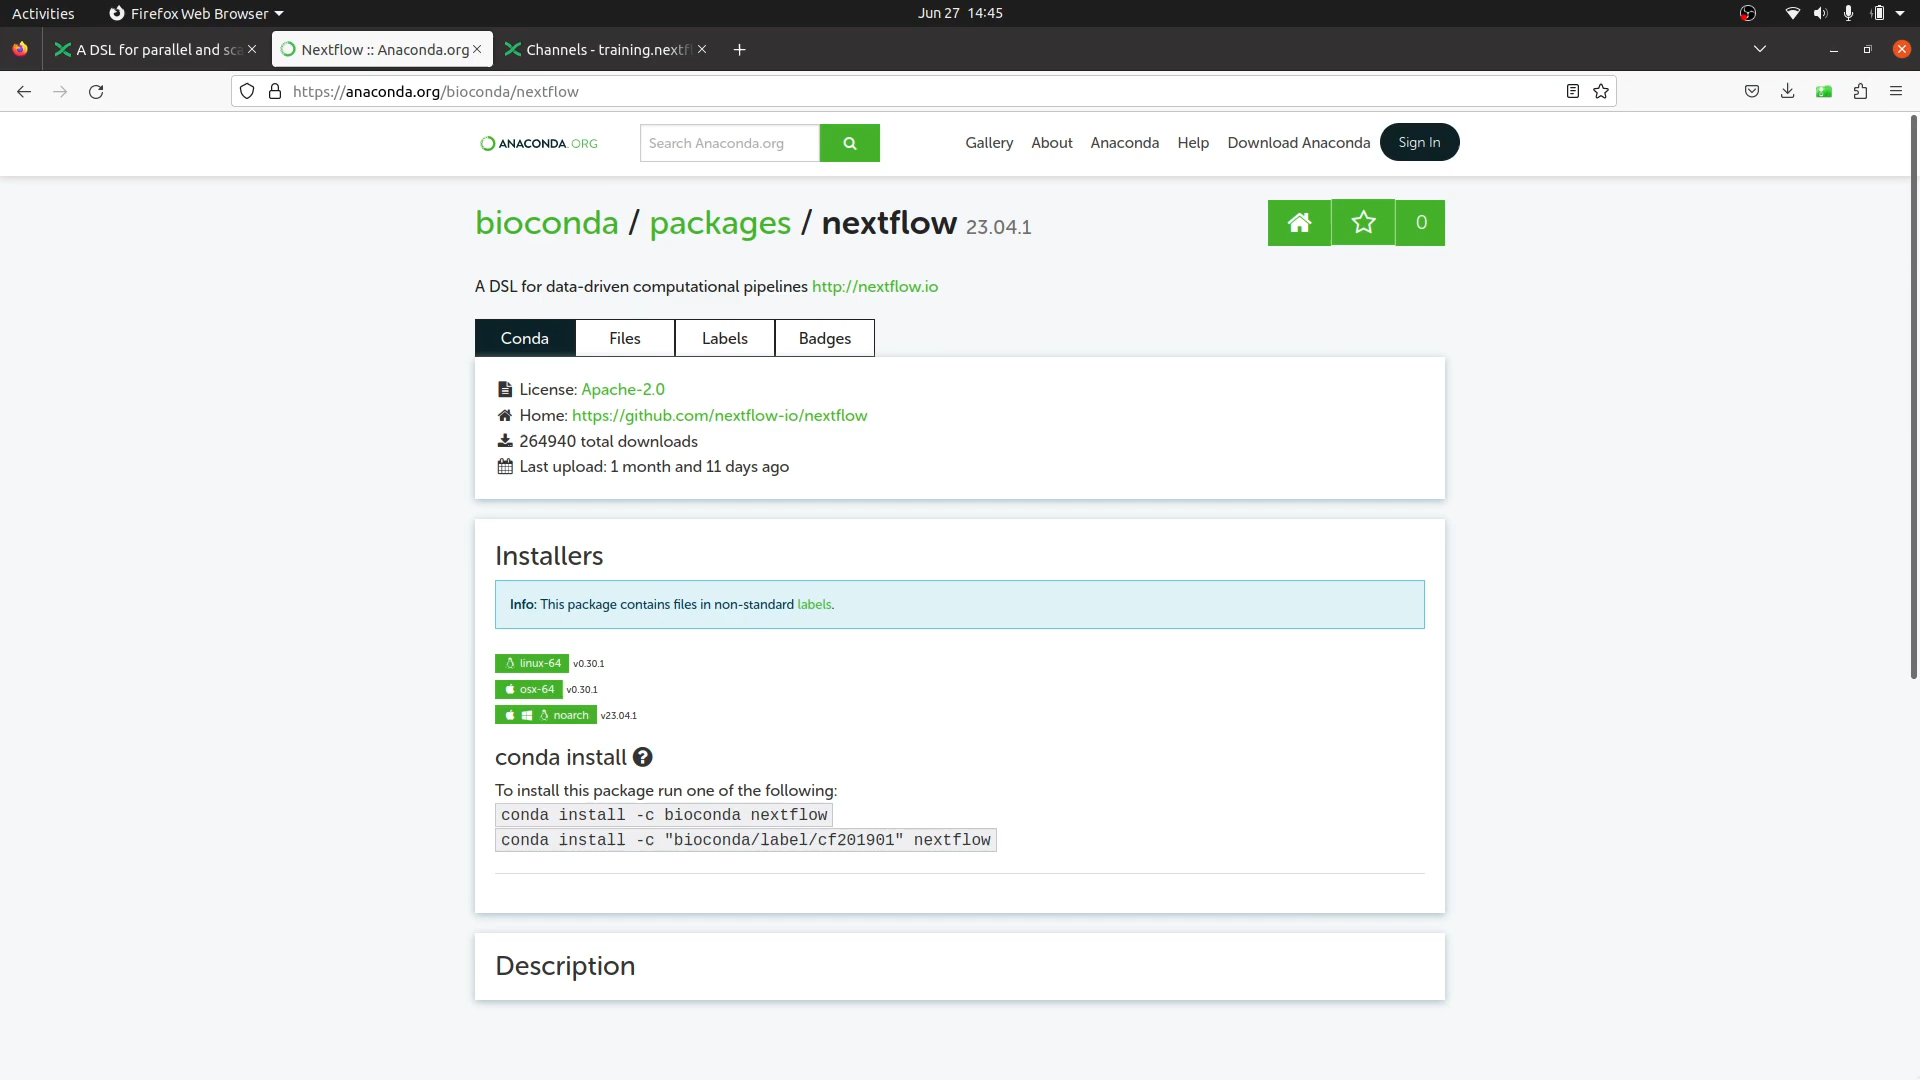 Activities Firefox Web Browser Jun 27 14:45
A DSL for parallel and sca Nextflow :: Anaconda.org Channels - training.nextfl
https://anaconda.org/bioconda/nextflow
ANACONDA.ORG Search Anaconda.org Gallery About Anaconda Help Download Anaconda Sign In
bioconda / packages / nextflow 23.04.1 0
A DSL for data-driven computational pipelines http://nextflow.io
Conda Files Labels Badges
License: Apache-2.0
Home: https://github.com/nextflow-io/nextflow
264940 total downloads
Last upload: 1 month and 11 days ago
Installers
Info: This package contains files in non-standard labels.
linux-64 v0.30.1
osx-64 v0.30.1
noarch v23.04.1
conda install ?
To install this package run one of the following:
conda install -c bioconda nextflow
conda install -c "bioconda/label/cf201901" nextflow
Description